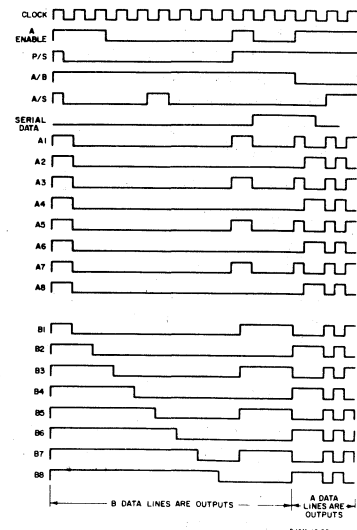 CLOCK
A
ENABLE
P/S
A/B
A/S
SERIAL
DATA
A1
A2
A3
A4
A5
A6
A7
A8
B1
B2
B3
B4
B5
B6
B7
B8
B DATA LINES ARE OUTPUTS
A DATA
LINES ARE
OUTPUTS